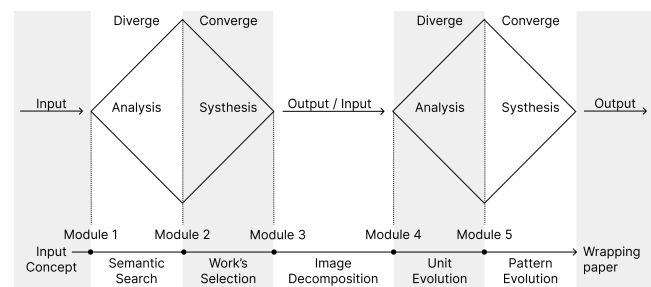 Diverge Converge Diverge Converge
Input Analysis Systhesis Output / Input Analysis Systhesis Output
Module 1 Module 2 Module 3 Module 4 Module 5
Input
Concept
Semantic
Search
Work's
Selection
Image
Decomposition
Unit
Evolution
Pattern
Evolution
Wrapping
paper